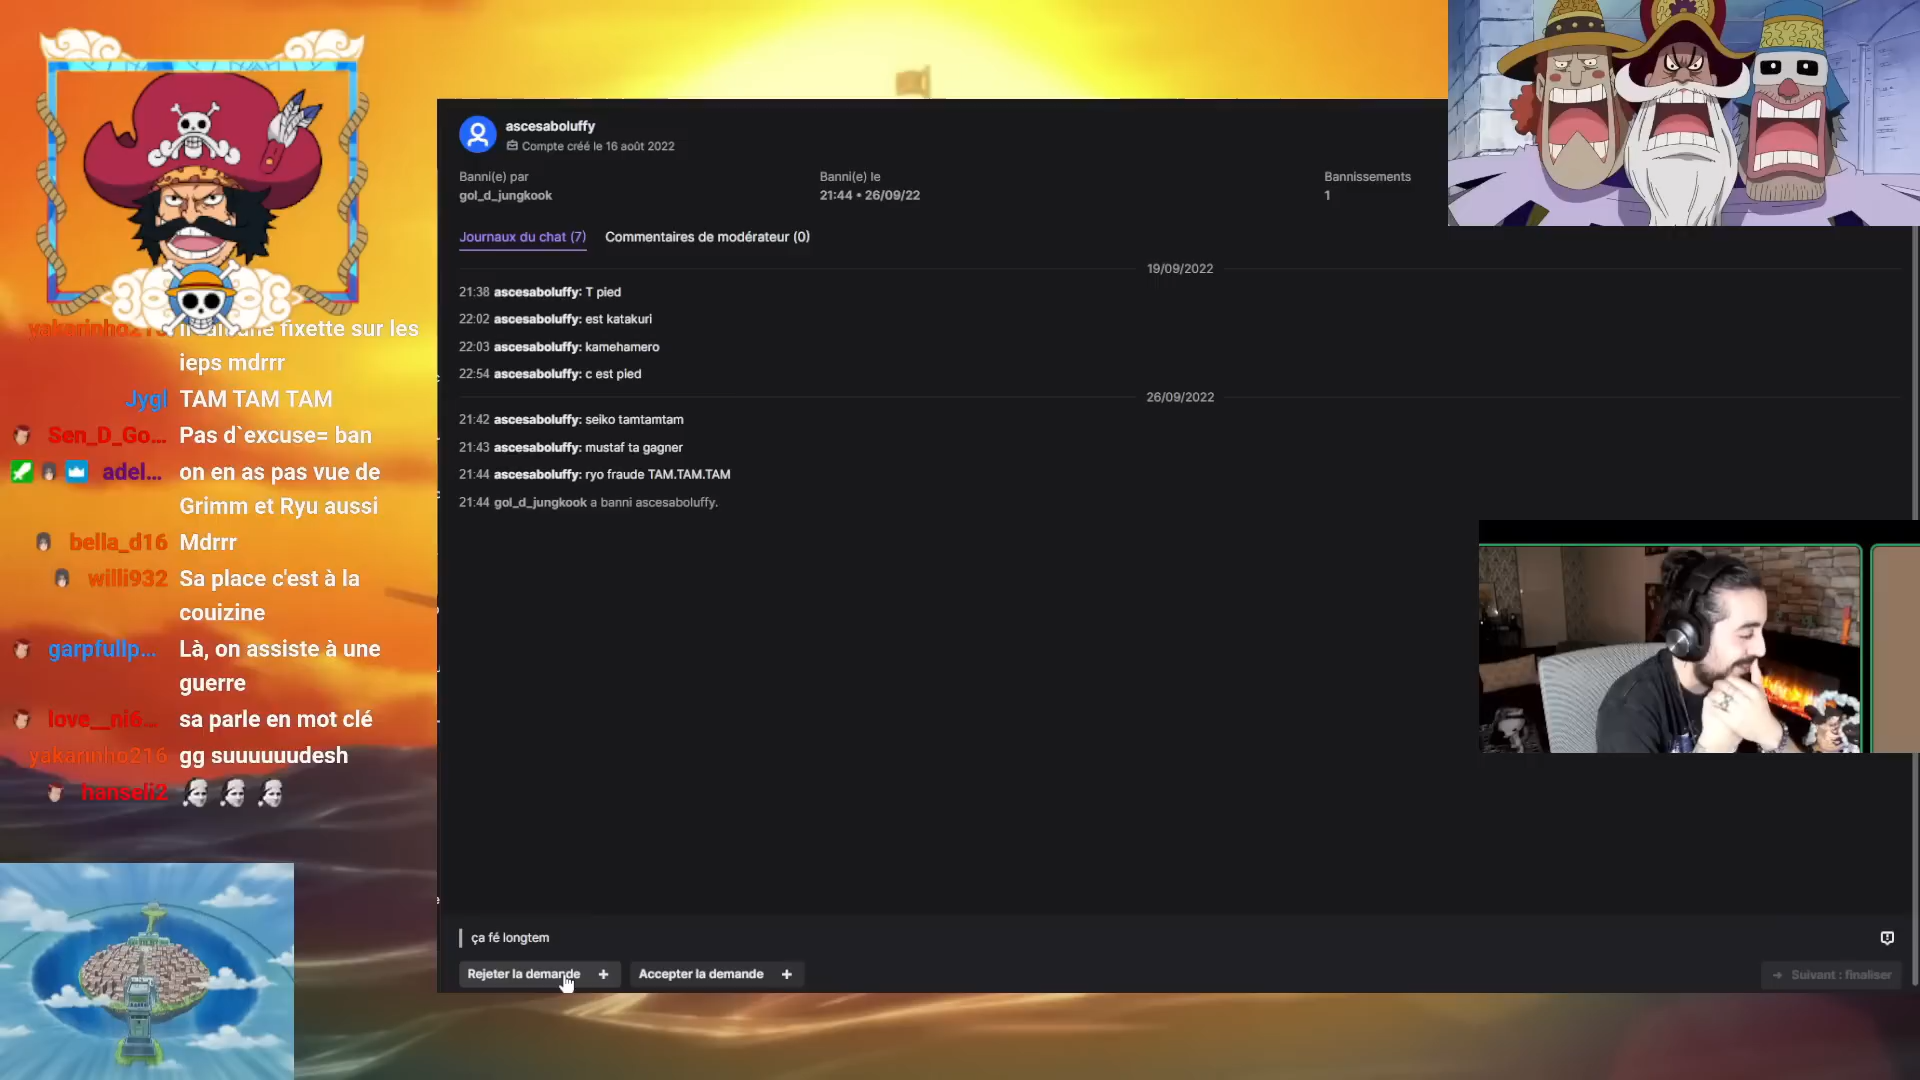 fixette sur les
ieps mdrrr
Jygl TAM TAM TAM
Sen_D_Go... Pas d`excuse= ban
adel... on en as pas vue de
Grimm et Ryu aussi
bella_d16 Mdrrr
willi932 Sa place c'est à la
couizine
garpfullp... Là, on assiste à une
guerre
love__ni6... sa parle en mot clé
yakarinho216 gg suuuuuudesh
hanseli2
ascesaboluffy
Compte créé le 16 août 2022
Banni(e) par
gol_d_jungkook
Banni(e) le
21:44 • 26/09/22
Bannissements
1
Journaux du chat (7) Commentaires de modérateur (0)
19/09/2022
21:38 ascesaboluffy: T pied
22:02 ascesaboluffy: est katakuri
22:03 ascesaboluffy: kamehamero
22:54 ascesaboluffy: c est pied
26/09/2022
21:42 ascesaboluffy: seiko tamtamtam
21:43 ascesaboluffy: mustaf ta gagner
21:44 ascesaboluffy: ryo fraude TAM.TAM.TAM
21:44 gol_d_jungkook a banni ascesaboluffy.
ça fé longtem
Rejeter la demande + Accepter la demande +
Suivant : finaliser